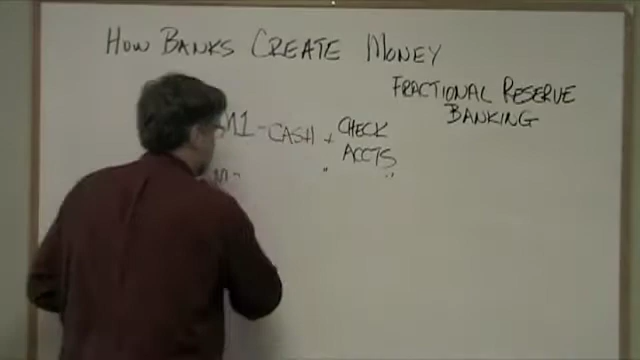 HOW BANKS CREATE MONEY
FRACTIONAL RESERVE
BANKING
M1 - CASH + CHECK
ACCTS
" "
M